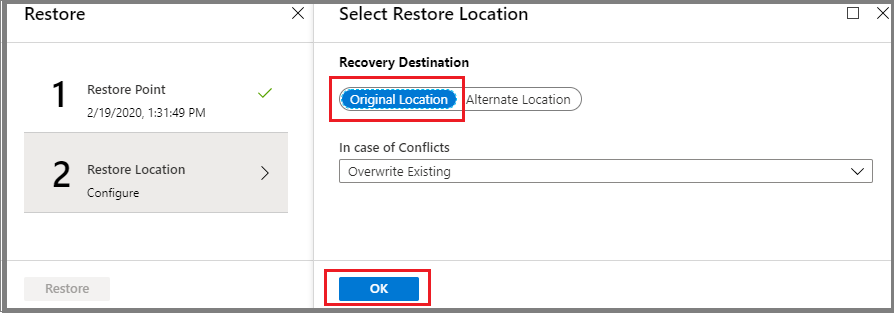 Restore
1
Restore Point
2/19/2020, 1:31:49 PM
2
Restore Location
Configure
Restore
Select Restore Location
Recovery Destination
Original Location Alternate Location
In case of Conflicts
Overwrite Existing
OK